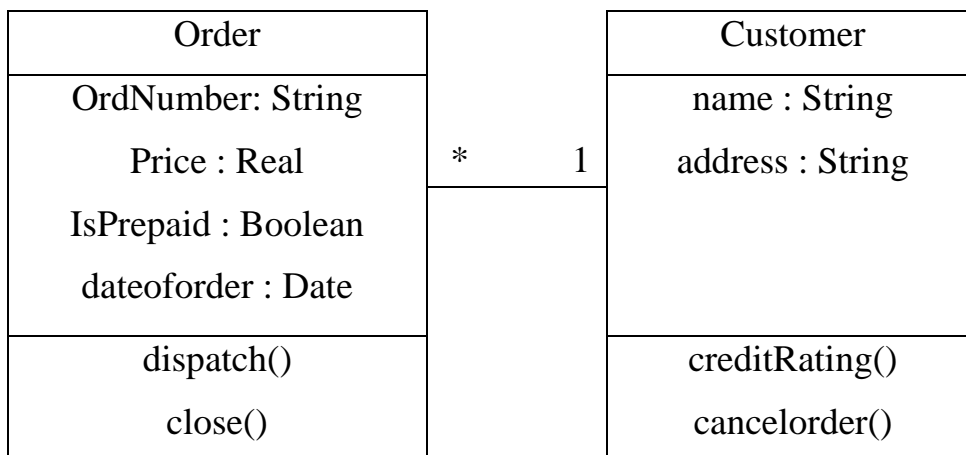 Order
OrdNumber: String
Price : Real
IsPrepaid : Boolean
dateoforder : Date
dispatch()
close()
* 1
Customer
name : String
address : String
creditRating()
cancelorder()